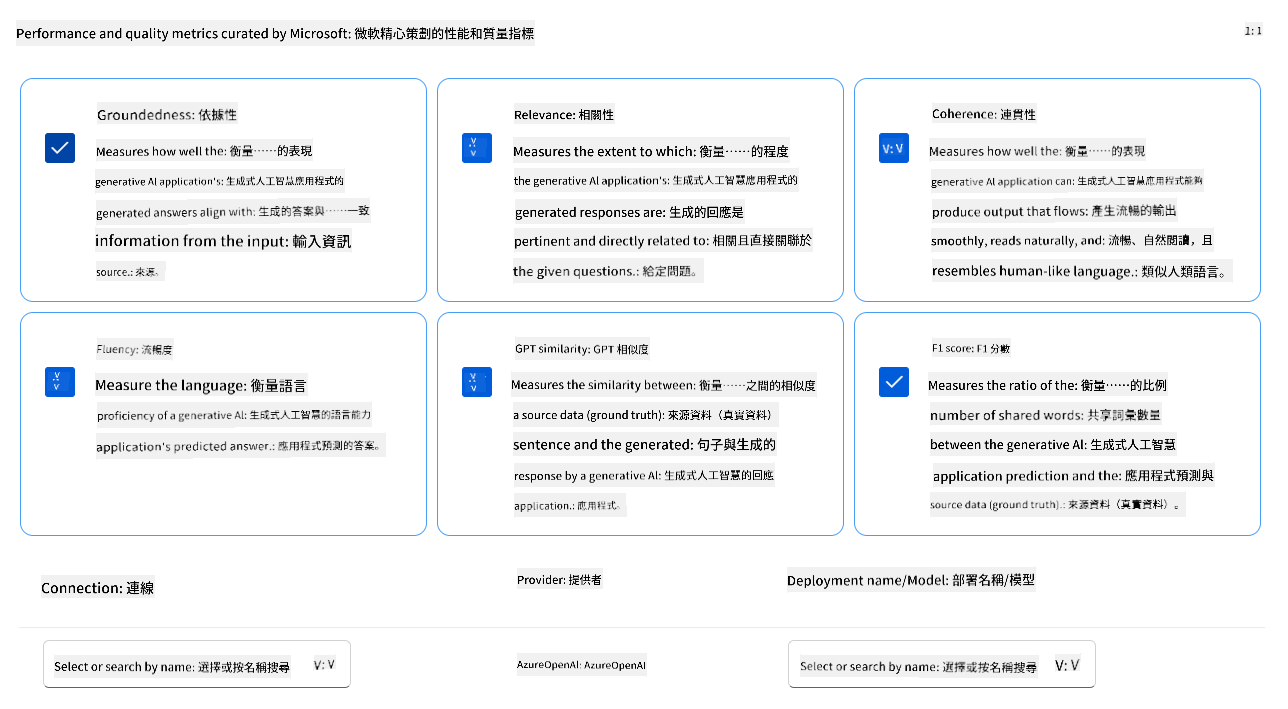 Performance and quality metrics curated by Microsoft: 微軟精心策劃的性能和質量指標
1: 1
Groundedness: 依據性
Measures how well the: 衡量⋯⋯的表現
generative AI application's: 生成式人工智慧應用程式的
generated answers align with: 生成的答案與⋯⋯一致
information from the input: 輸入資訊
source.: 來源。
Relevance: 相關性
V
V
Measures the extent to which: 衡量⋯⋯的程度
the generative AI application's: 生成式人工智慧應用程式的
generated responses are: 生成的回應是
pertinent and directly related to: 相關且直接關聯於
the given questions.: 給定問題。
Coherence: 連貫性
V: V
Measures how well the: 衡量⋯⋯的表現
generative AI application can: 生成式人工智慧應用程式能夠
produce output that flows: 產生流暢的輸出
smoothly, reads naturally, and: 流暢、自然閱讀，且
resembles human-like language.: 類似人類語言。
Fluency: 流暢度
V
V
Measure the language: 衡量語言
proficiency of a generative AI: 生成式人工智慧的語言能力
application's predicted answer.: 應用程式預測的答案。
GPT similarity: GPT 相似度
V
V
Measures the similarity between: 衡量⋯⋯之間的相似度
a source data (ground truth): 來源資料（真實資料）
sentence and the generated: 句子與生成的
response by a generative AI: 生成式人工智慧的回應
application.: 應用程式。
F1 score: F1 分數
Measures the ratio of the: 衡量⋯⋯的比例
number of shared words: 共享詞彙數量
between the generative AI: 生成式人工智慧
application prediction and the: 應用程式預測與
source data (ground truth).: 來源資料（真實資料）。
Connection: 連線
Provider: 提供者
Deployment name/Model: 部署名稱/模型
Select or search by name: 選擇或按名稱搜尋
V: V
AzureOpenAI: AzureOpenAI
Select or search by name: 選擇或按名稱搜尋
V: V